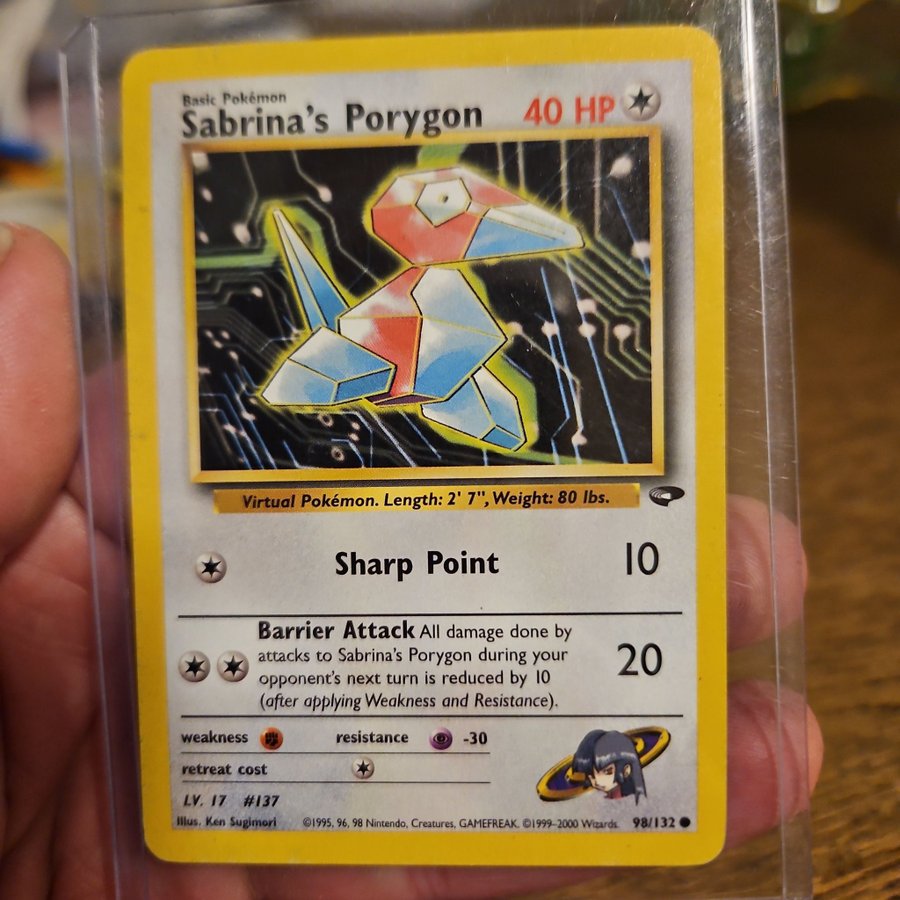 Basic Pokémon
Sabrina's Porygon 40 HP
Virtual Pokémon. Length: 2' 7", Weight: 80 lbs.
Sharp Point 10
Barrier Attack All damage done by
attacks to Sabrina's Porygon during your
opponent's next turn is reduced by 10
(after applying Weakness and Resistance).
20
weakness resistance -30
retreat cost
LV. 17 #137
Illus. Ken Sugimori ©1995, 96, 98 Nintendo, Creatures, GAMEFREAK. ©1999-2000 Wizards. 98/132